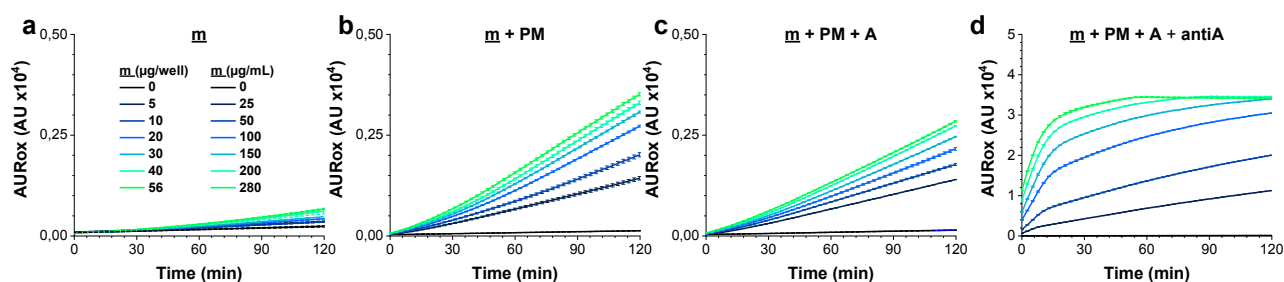 a
m
AURox (AU x10⁴)
0,50
0,25
0,00
m (µg/well) m (µg/mL)
0 0
5 25
10 50
20 100
30 150
40 200
56 280
0 30 60 90 120
Time (min)
b
m + PM
AURox (AU x10⁴)
0,50
0,25
0,00
0 30 60 90 120
Time (min)
c
m + PM + A
AURox (AU x10⁴)
0,50
0,25
0,00
0 30 60 90 120
Time (min)
d
m + PM + A + antiA
AURox (AU x10⁴)
5
4
3
2
1
0
0 30 60 90 120
Time (min)